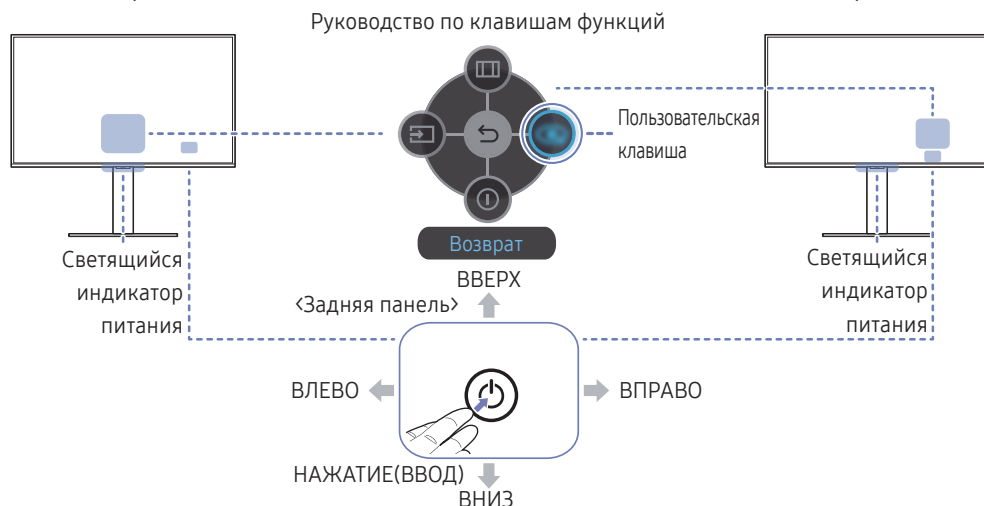 Руководство по клавишам функций
Пользовательская
клавиша
Возврат
Светящийся
индикатор
питания
Светящийся
индикатор
питания
ВВЕРХ
‹Задняя панель›
ВЛЕВО
ВПРАВО
НАЖАТИЕ(ВВОД)
ВНИЗ